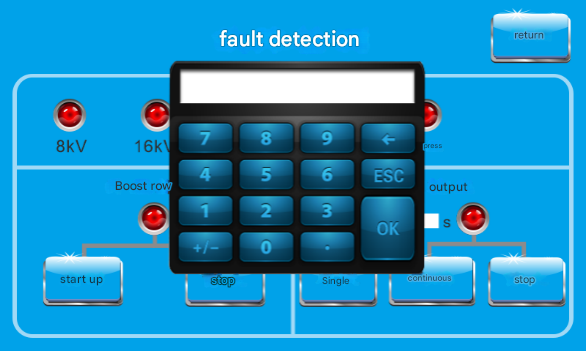 fault detection
return
7 8 9 ←
4 5 6 ESC
1 2 3 OK
+/− 0 .
8kV 16kV press
Boost row output
s
start up stop Single continuous stop